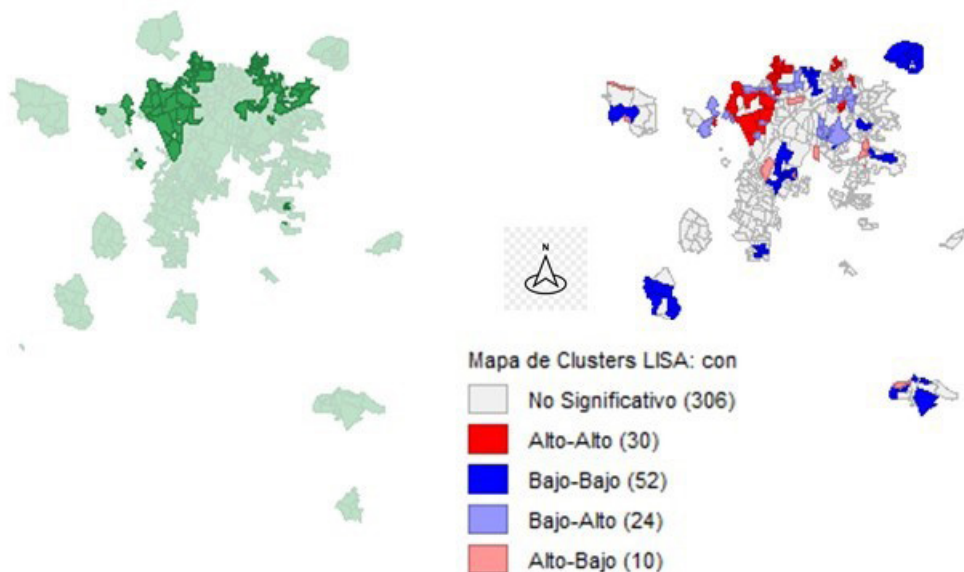 N
Mapa de Clusters LISA: con
No Significativo (306)
Alto-Alto (30)
Bajo-Bajo (52)
Bajo-Alto (24)
Alto-Bajo (10)